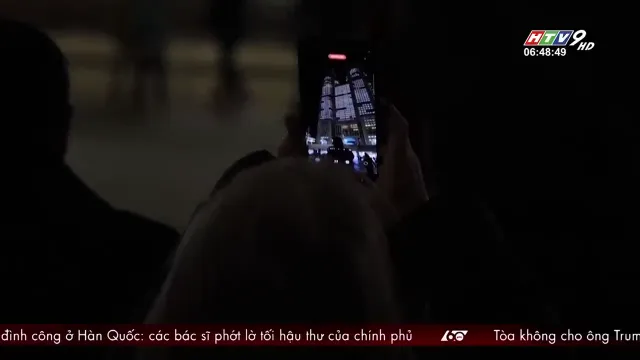 HTV9 HD
06:48:49
đình công ở Hàn Quốc: các bác sĩ phớt lờ tối hậu thư của chính phủ 60 Tòa không cho ông Trum